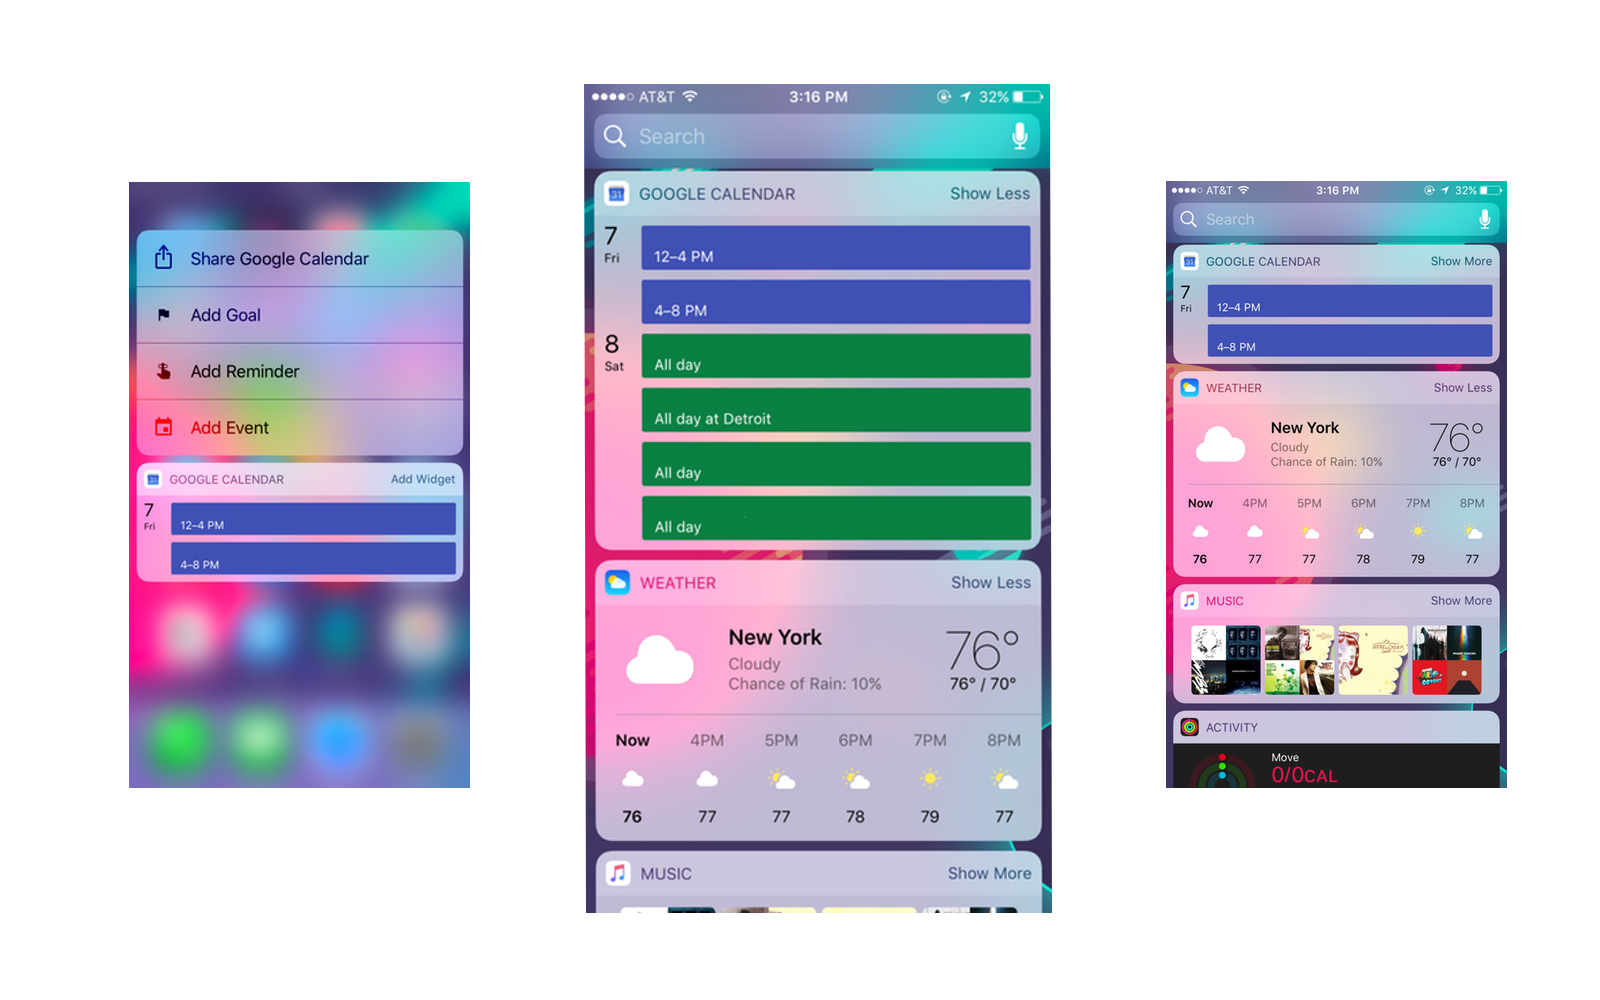 Share Google Calendar
Add Goal
Add Reminder
Add Event
31 GOOGLE CALENDAR Add Widget
7
Fri
12–4 PM
4–8 PM
AT&T 3:16 PM 32%
Search
31 GOOGLE CALENDAR Show Less
7
Fri
12–4 PM
4–8 PM
8
Sat
All day
All day at Detroit
All day
All day
WEATHER Show Less
New York
Cloudy
Chance of Rain: 10%
76°
76° / 70°
Now 4PM 5PM 6PM 7PM 8PM
76 77 77 78 79 77
MUSIC Show More
AT&T 3:16 PM 32%
Search
31 GOOGLE CALENDAR Show More
7
Fri
12–4 PM
4–8 PM
WEATHER Show Less
New York
Cloudy
Chance of Rain: 10%
76°
76° / 70°
Now 4PM 5PM 6PM 7PM 8PM
76 77 77 78 79 77
MUSIC Show More
ACTIVITY
Move
0/0CAL